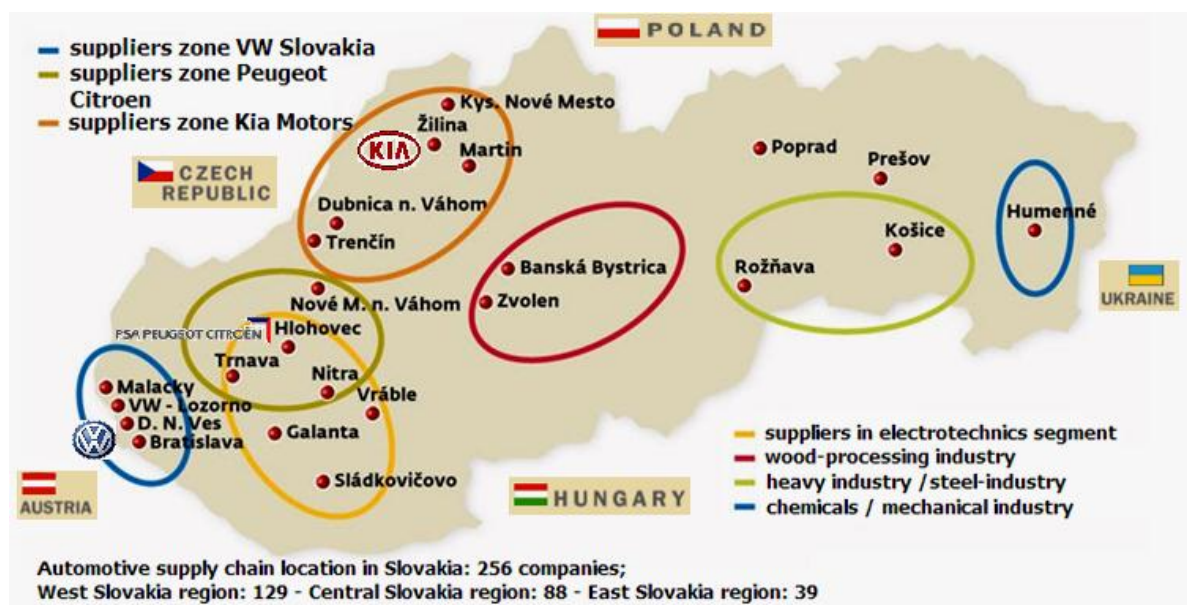 POLAND
suppliers zone VW Slovakia
suppliers zone Peugeot
Citroen
suppliers zone Kia Motors
Kys. Nové Mesto
Žilina
KIA
Martin
CZECH
REPUBLIC
Dubnica n. Váhom
Trenčín
Poprad
Prešov
Humenné
Košice
Rožňava
Banská Bystrica
Zvolen
UKRAINE
Nové M. n. Váhom
PSA PEUGEOT CITROËN
Hlohovec
Trnava
Nitra
Vráble
Malacky
VW - Lozorno
D. N. Ves
Bratislava
VW
Galanta
Sládkovičovo
AUSTRIA
HUNGARY
suppliers in electrotechnics segment
wood-processing industry
heavy industry /steel-industry
chemicals / mechanical industry
Automotive supply chain location in Slovakia: 256 companies;
West Slovakia region: 129 - Central Slovakia region: 88 - East Slovakia region: 39